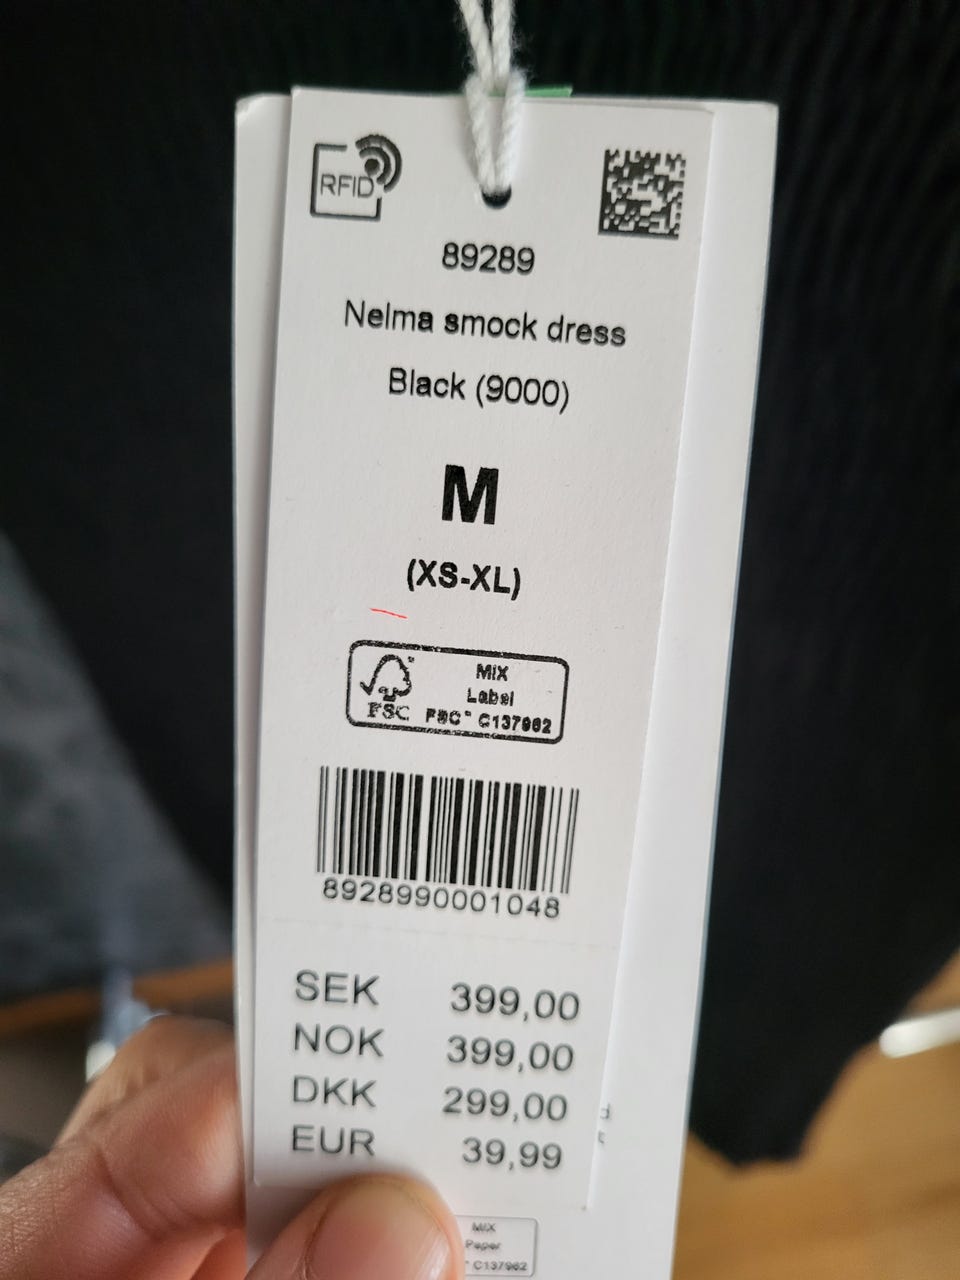 RFID
89289
Nelma smock dress
Black (9000)
M
(XS-XL)
FSC
MIX
Label
FSC™ C137962
8928990001048
SEK 399,00
NOK 399,00
DKK 299,00
EUR 39,99
MIX
Paper
C137962